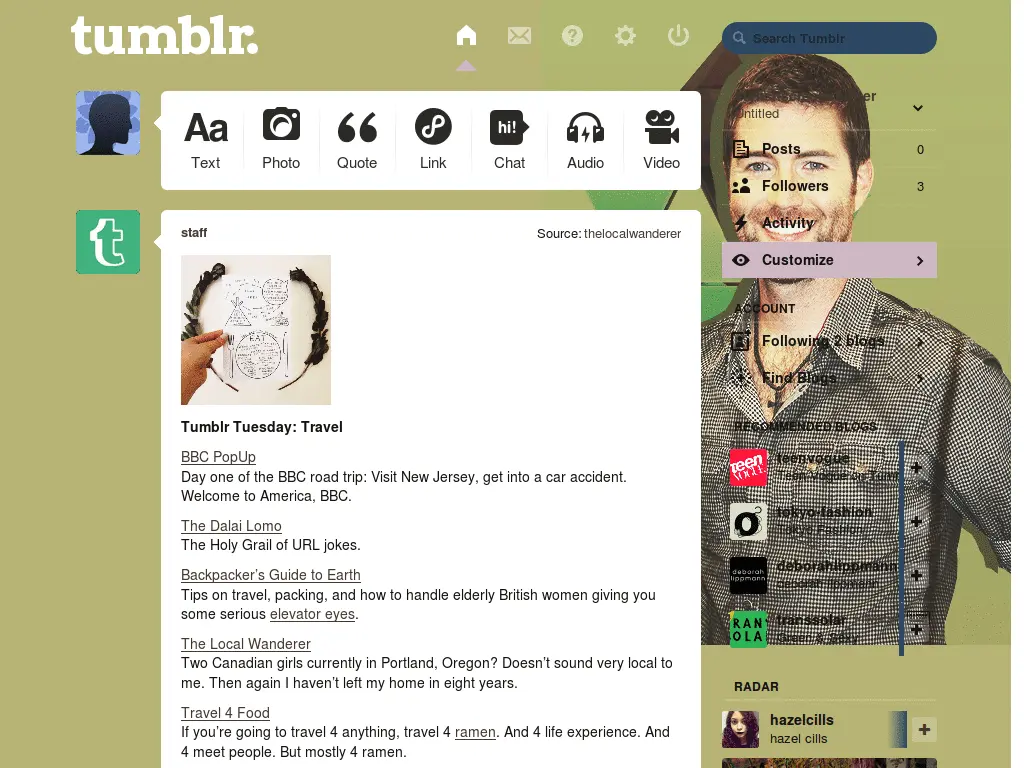 tumblr.
Search Tumblr
Untitled
Aa
hi!
Text
Photo
Quote
Link
Chat
Audio
Video
Posts 0
Followers 3
Activity
Customize
ACCOUNT
Following 2 blogs
Find Blogs
RECOMMENDED BLOGS
teenvogue
Teen Vogue on Tum
tokyo-fashion
Tokyo Fashion
deborahlippmann
deborah lippmann
transsolar
Green & Sexy
RADAR
hazelcills
hazel cills
staff
Source: thelocalwanderer
EAT
Tumblr Tuesday: Travel
BBC PopUp
Day one of the BBC road trip: Visit New Jersey, get into a car accident.
Welcome to America, BBC.
The Dalai Lomo
The Holy Grail of URL jokes.
Backpacker’s Guide to Earth
Tips on travel, packing, and how to handle elderly British women giving you
some serious elevator eyes.
The Local Wanderer
Two Canadian girls currently in Portland, Oregon? Doesn’t sound very local to
me. Then again I haven’t left my home in eight years.
Travel 4 Food
If you’re going to travel 4 anything, travel 4 ramen. And 4 life experience. And
4 meet people. But mostly 4 ramen.